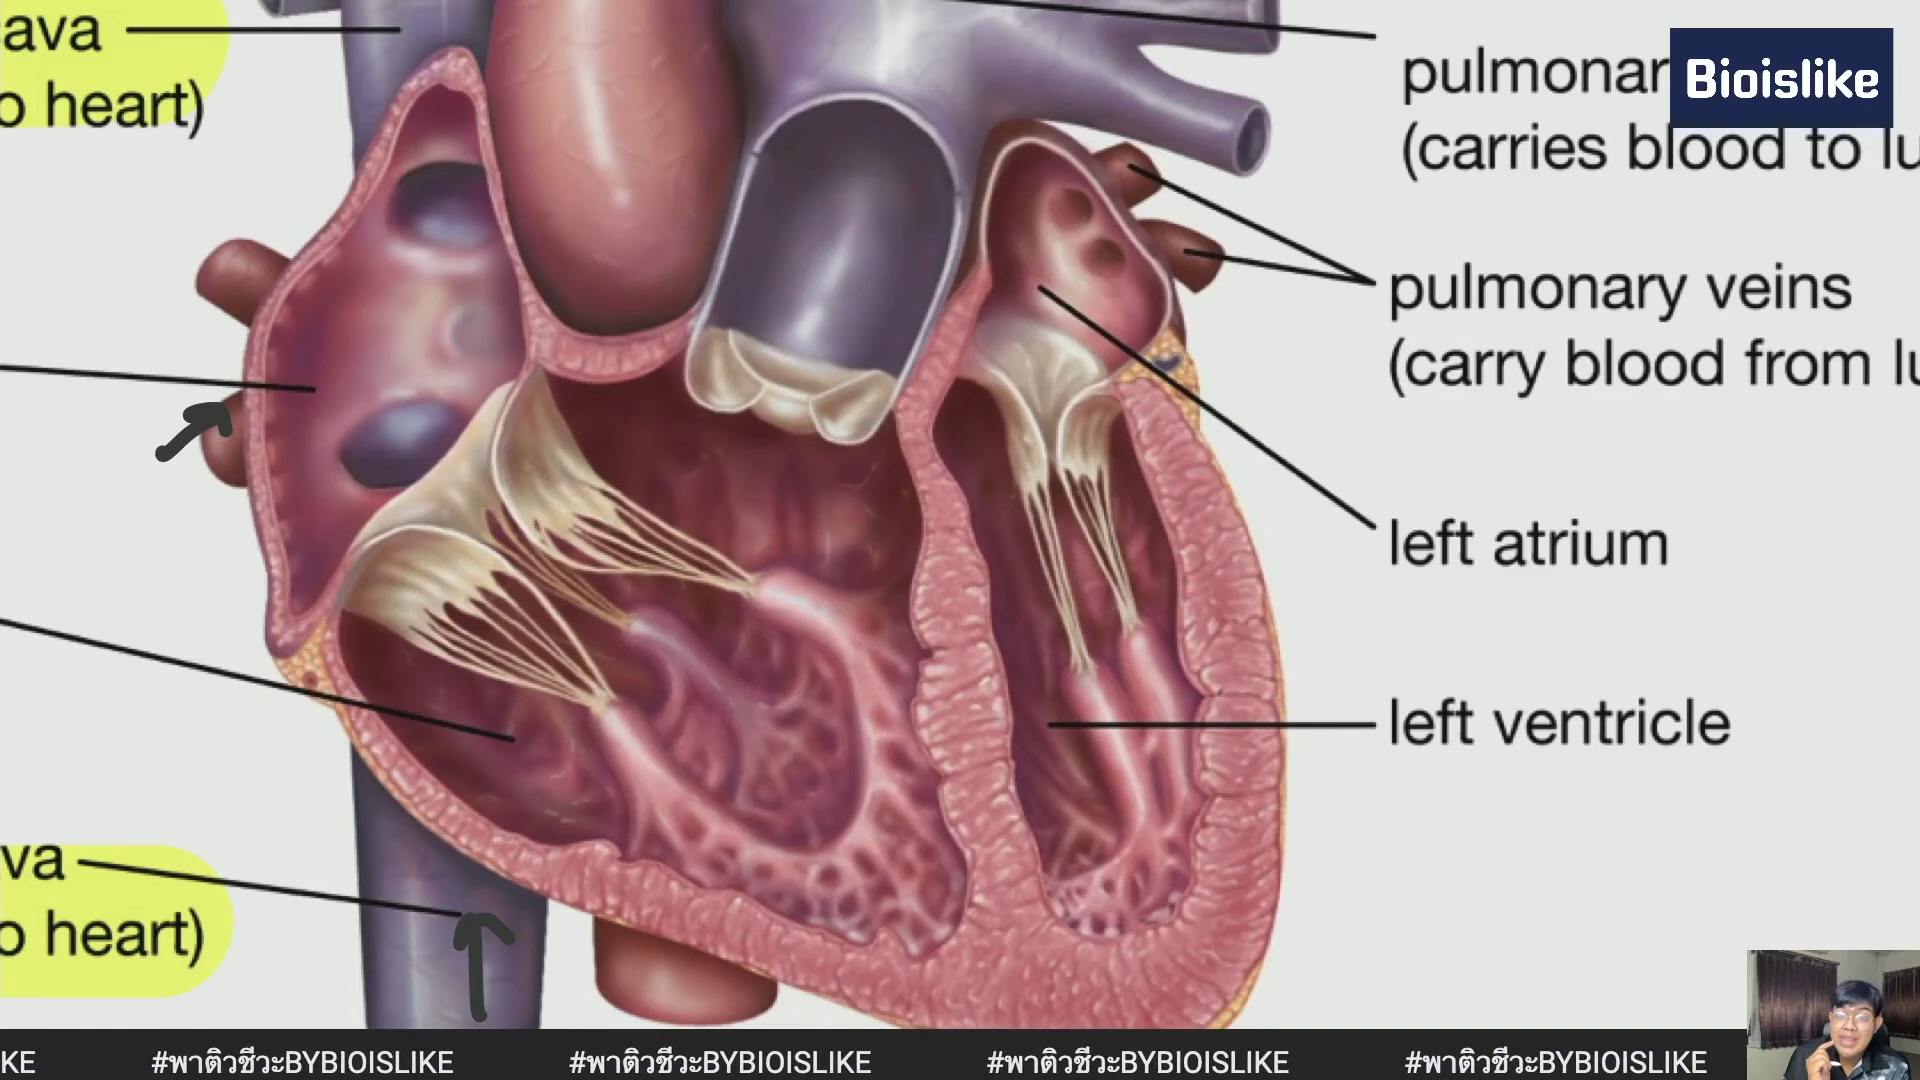 ava
o heart)
pulmonar
(carries blood to lu
Bioislike
pulmonary veins
(carry blood from lu
left atrium
left ventricle
va
o heart)
KE #พาติวชีวะBYBIOISLIKE #พาติวชีวะBYBIOISLIKE #พาติวชีวะBYBIOISLIKE #พาติวชีวะBYBIOISLIKE